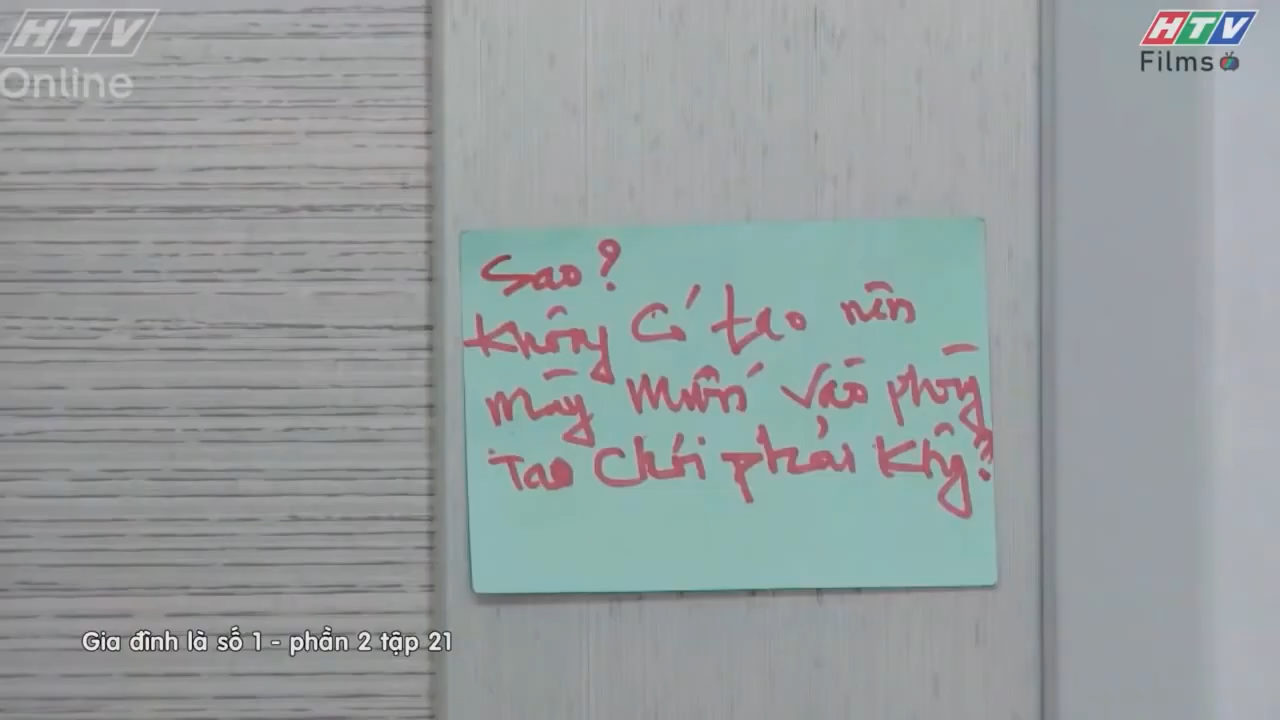 HTV
Online
HTV
Films
Sao?
Không có tao nên
mày muốn vào phòng
Tao chơi phải không?
Gia đình là số 1 - phần 2 tập 21